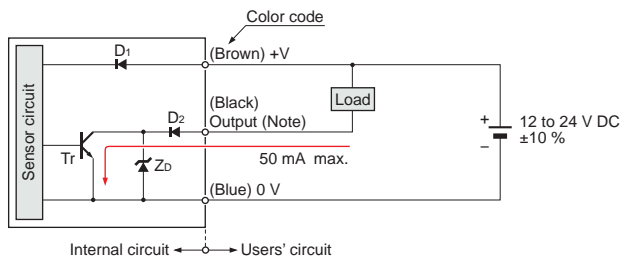 Color code
D1
(Brown) +V
Sensor circuit
(Black)
Output (Note)
Load
D2
Tr
ZD
50 mA max.
+
−
12 to 24 V DC
±10 %
(Blue) 0 V
Internal circuit
Users' circuit